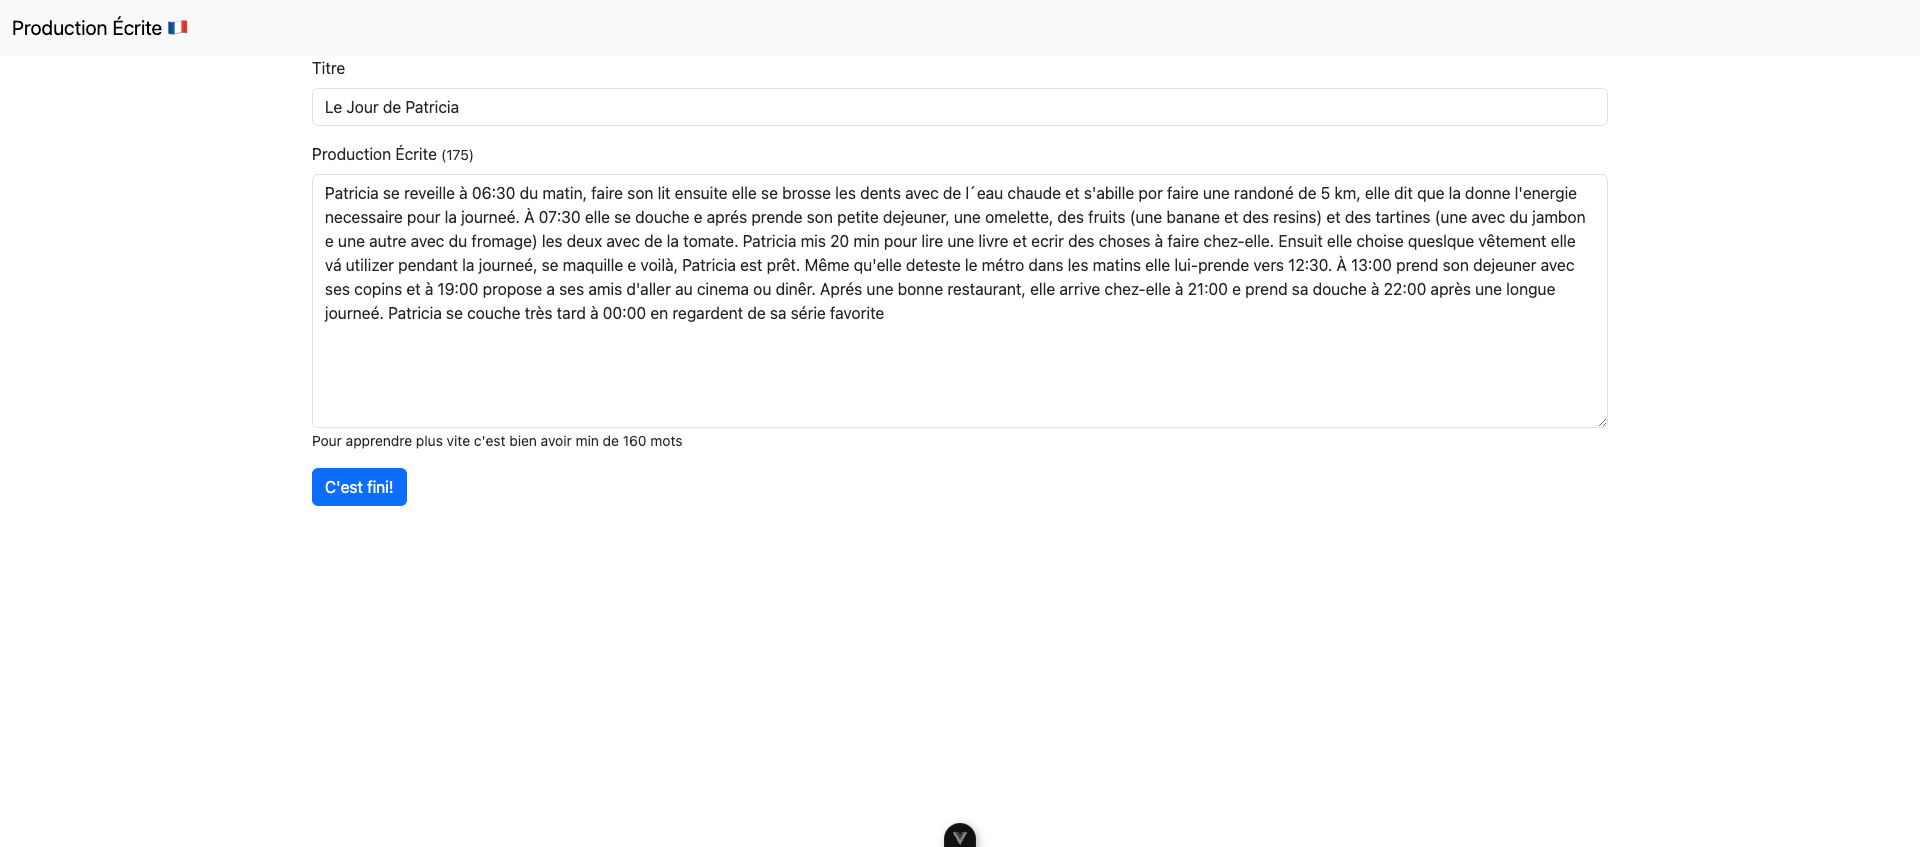 Production Écrite 🇫🇷
Titre
Le Jour de Patricia
Production Écrite (175)
Patricia se reveille à 06:30 du matin, faire son lit ensuite elle se brosse les dents avec de l´eau chaude et s'abille por faire une randoné de 5 km, elle dit que la donne l'energie
necessaire pour la journeé. À 07:30 elle se douche e aprés prende son petite dejeuner, une omelette, des fruits (une banane et des resins) et des tartines (une avec du jambon
e une autre avec du fromage) les deux avec de la tomate. Patricia mis 20 min pour lire une livre et ecrir des choses à faire chez-elle. Ensuit elle choise queslque vêtement elle
vá utilizer pendant la journeé, se maquille e voilà, Patricia est prêt. Même qu'elle deteste le métro dans les matins elle lui-prende vers 12:30. À 13:00 prend son dejeuner avec
ses copins et à 19:00 propose a ses amis d'aller au cinema ou dinêr. Aprés une bonne restaurant, elle arrive chez-elle à 21:00 e prend sa douche à 22:00 après une longue
journeé. Patricia se couche très tard à 00:00 en regardent de sa série favorite
Pour apprendre plus vite c'est bien avoir min de 160 mots
C'est fini!